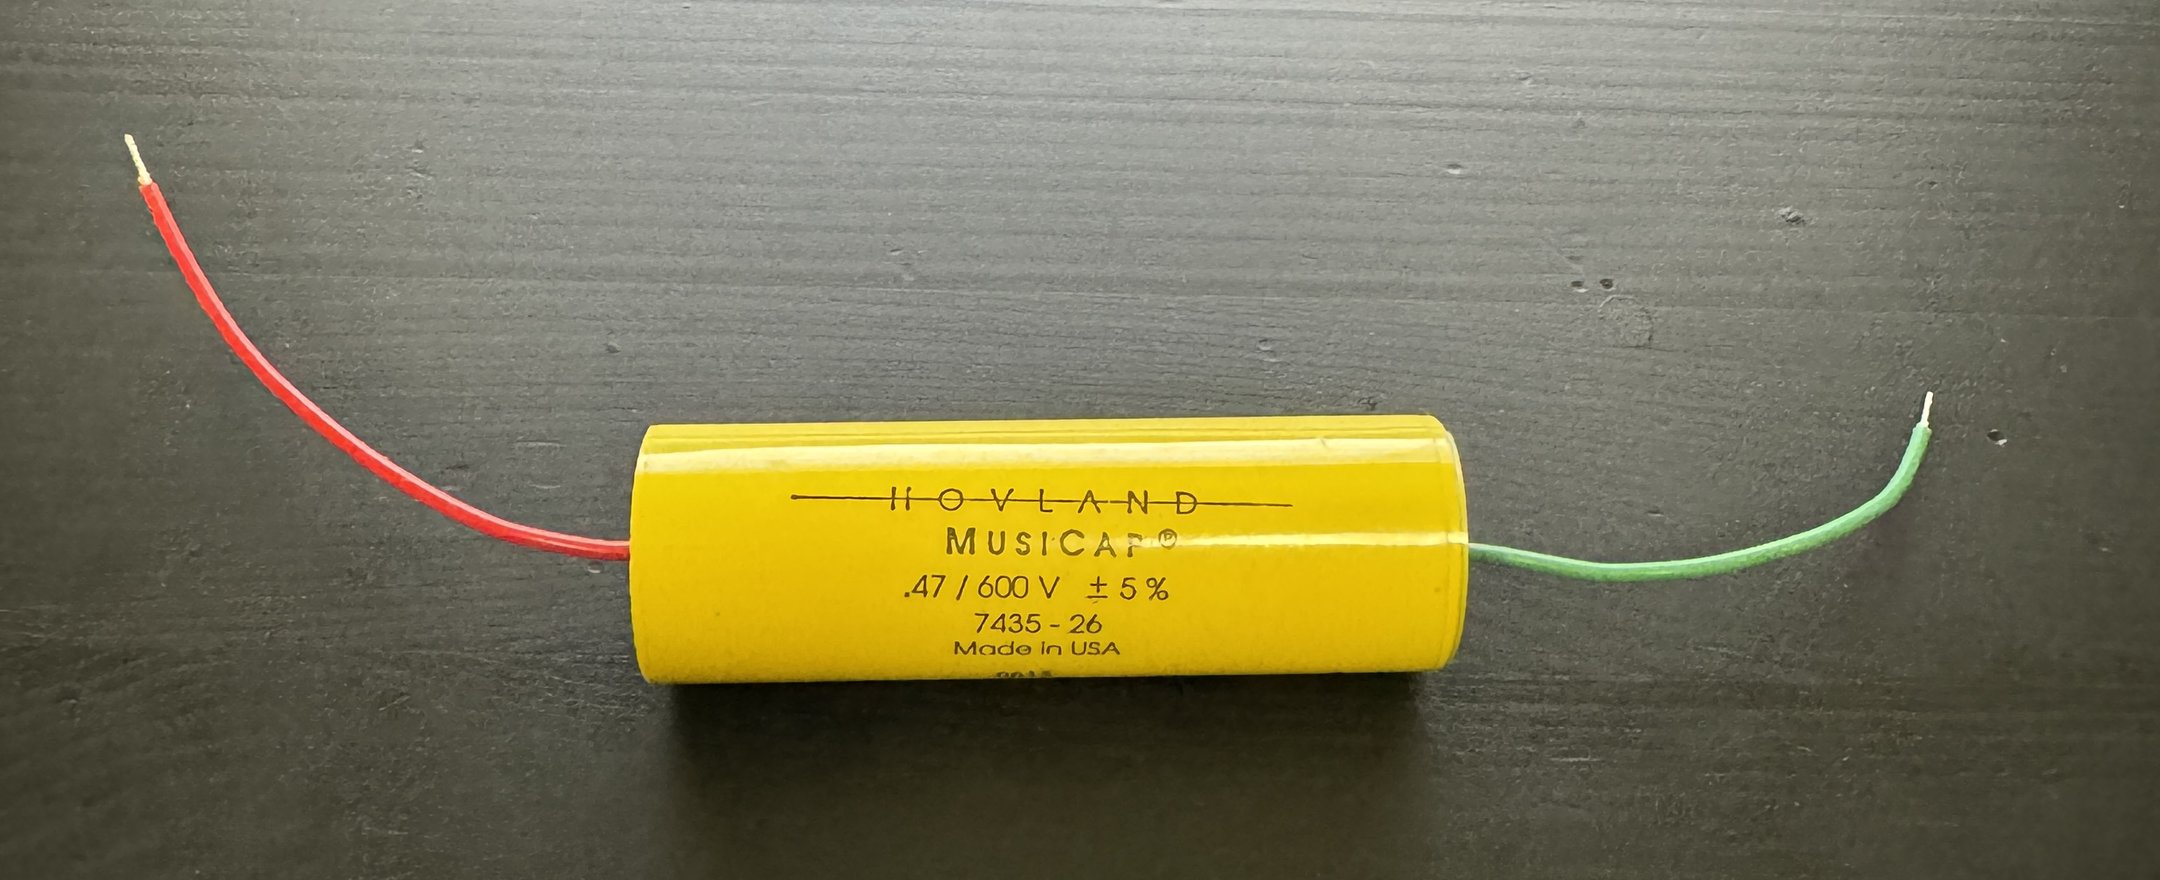 HOVLAND
MUSICAP®
.47 / 600 V ± 5 %
7435 - 26
Made in USA